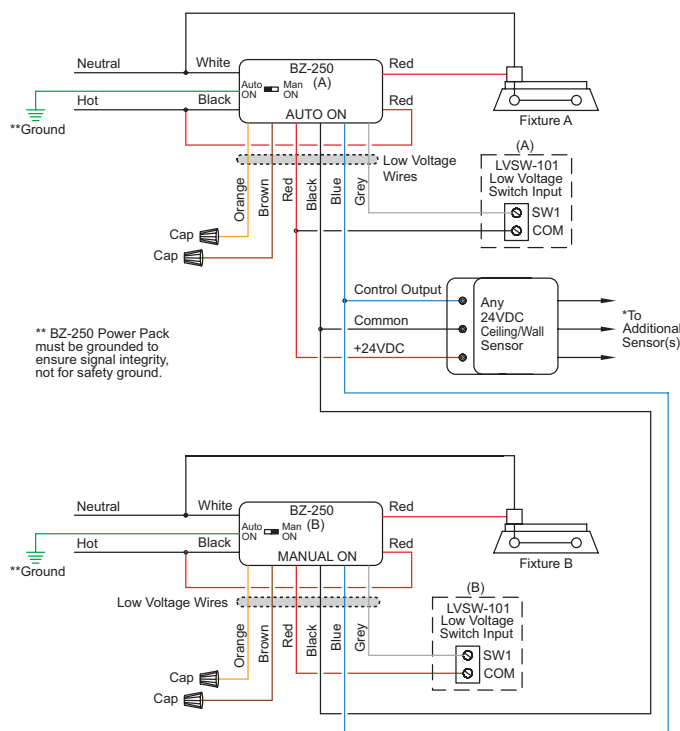 Neutral
White
BZ-250
(A)
Red
Auto
ON
Man
ON
Hot
Black
Red
AUTO ON
**Ground
Fixture A
Low Voltage
Wires
Orange
Brown
Red
Black
Blue
Grey
(A)
LVSW-101
Low Voltage
Switch Input
SW1
COM
Cap
Cap
Control Output
Common
+24VDC
Any
24VDC
Ceiling/Wall
Sensor
*To
Additional
Sensor(s)
** BZ-250 Power Pack
must be grounded to
ensure signal integrity,
not for safety ground.
Neutral
White
BZ-250
(B)
Red
Auto
ON
Man
ON
Hot
Black
Red
MANUAL ON
**Ground
Fixture B
Low Voltage Wires
Orange
Brown
Red
Black
Blue
Grey
(B)
LVSW-101
Low Voltage
Switch Input
SW1
COM
Cap
Cap